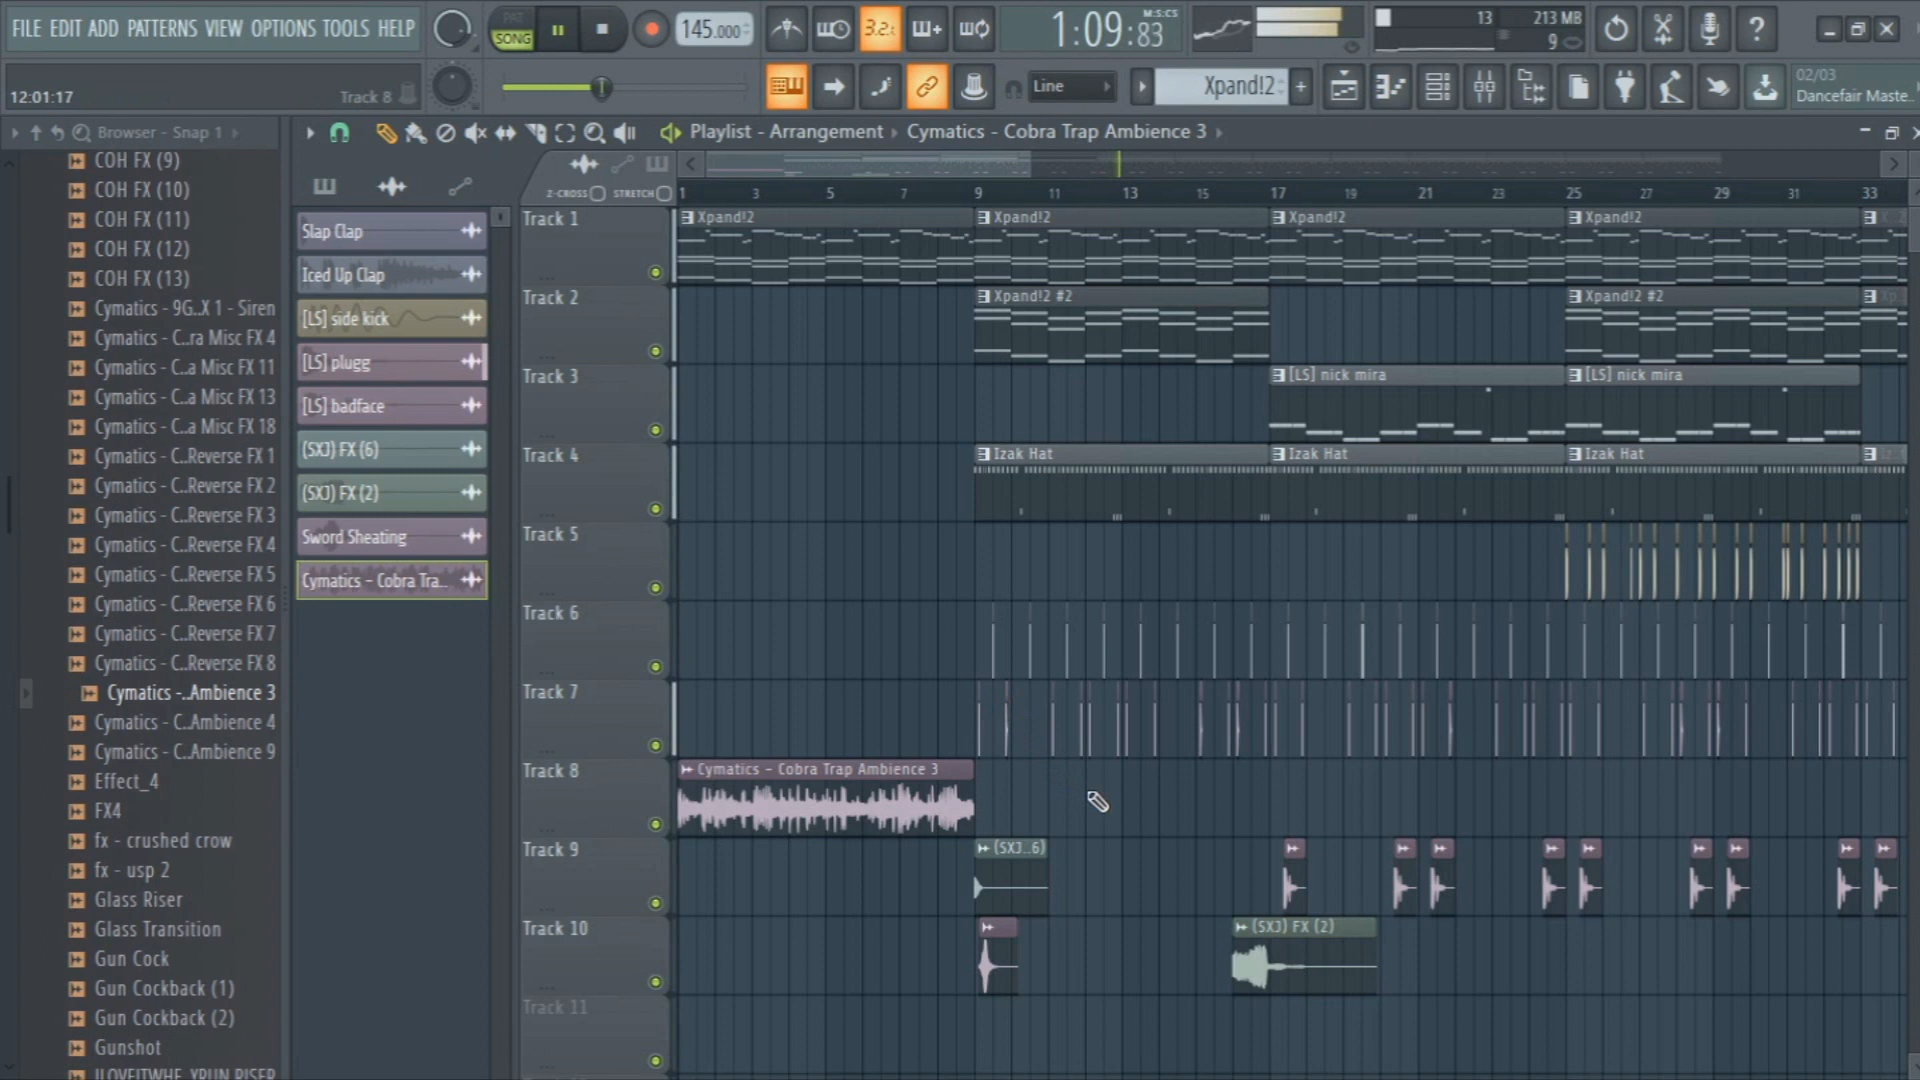 FILE EDIT ADD PATTERNS VIEW OPTIONS TOOLS HELP
PAT
SONG
145.000
3.2.
1:09:83
M:S:CS
13
213 MB
9
12:01:17
Track 8
Line
Xpand!2
02/03
Dancefair Maste..
Browser - Snap 1
Playlist - Arrangement
Cymatics - Cobra Trap Ambience 3
Z-CROSS
STRETCH
1 3 5 7 9 11 13 15 17 19 21 23 25 27 29 31 33
COH FX (9)
COH FX (10)
COH FX (11)
COH FX (12)
COH FX (13)
Cymatics - 9G..X 1 - Siren
Cymatics - C..ra Misc FX 4
Cymatics - C..a Misc FX 11
Cymatics - C..a Misc FX 13
Cymatics - C..a Misc FX 18
Cymatics - C..Reverse FX 1
Cymatics - C..Reverse FX 2
Cymatics - C..Reverse FX 3
Cymatics - C..Reverse FX 4
Cymatics - C..Reverse FX 5
Cymatics - C..Reverse FX 6
Cymatics - C..Reverse FX 7
Cymatics - C..Reverse FX 8
Cymatics -..Ambience 3
Cymatics - C..Ambience 4
Cymatics - C..Ambience 9
Effect_4
FX4
fx - crushed crow
fx - usp 2
Glass Riser
Glass Transition
Gun Cock
Gun Cockback (1)
Gun Cockback (2)
Gunshot
Slap Clap
Iced Up Clap
[LS] side kick
[LS] plugg
[LS] badface
(SXJ) FX (6)
(SXJ) FX (2)
Sword Sheating
Cymatics - Cobra Tra..
Track 1
Xpand!2
Xpand!2
Xpand!2
Xpand!2
Track 2
Xpand!2 #2
Xpand!2 #2
Track 3
[LS] nick mira
[LS] nick mira
Track 4
Izak Hat
Izak Hat
Izak Hat
Track 5
Track 6
Track 7
Track 8
Cymatics - Cobra Trap Ambience 3
Track 9
(SXJ..6)
Track 10
(SXJ) FX (2)
Track 11